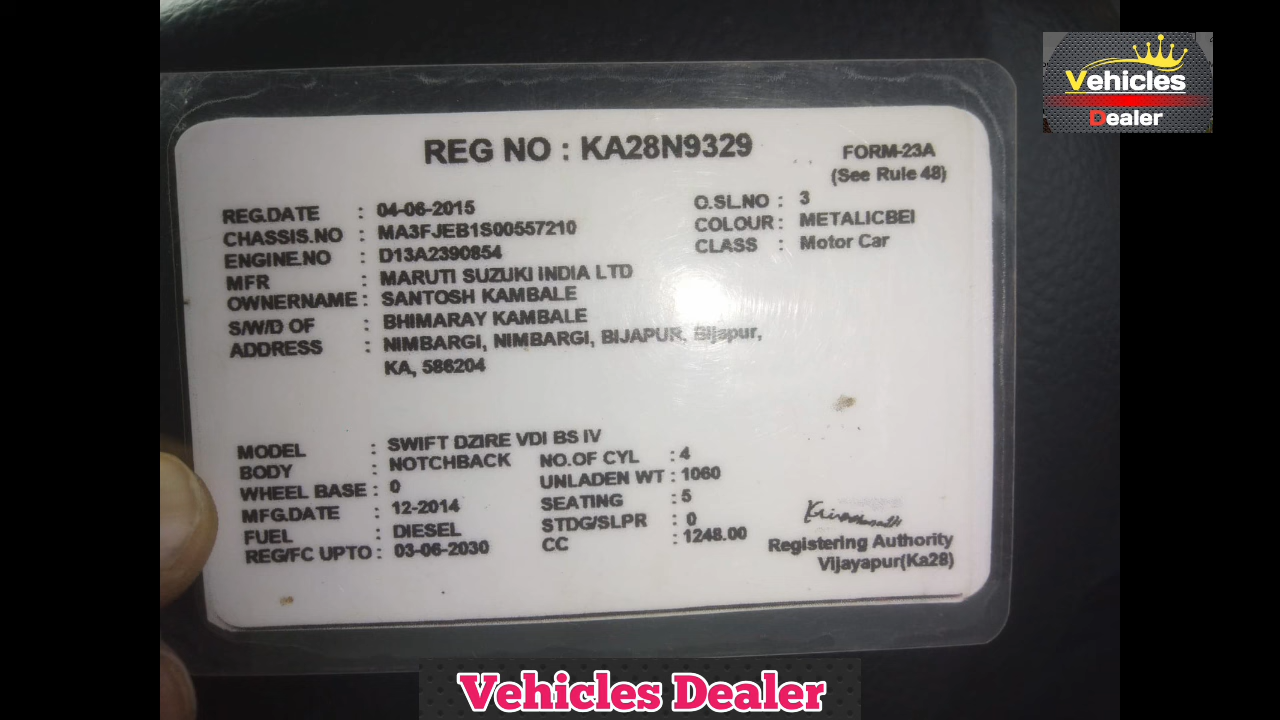 Vehicles
Dealer
REG NO : KA28N9329
FORM-23A
(See Rule 48)
REG.DATE : 04-06-2015
O.SL.NO : 3
CHASSIS.NO : MA3FJEB1S00557210
COLOUR : METALICBEI
ENGINE.NO : D13A2390854
CLASS : Motor Car
MFR : MARUTI SUZUKI INDIA LTD
OWNERNAME : SANTOSH KAMBALE
S/W/D OF : BHIMARAY KAMBALE
ADDRESS : NIMBARGI, NIMBARGI, BIJAPUR, Bijapur,
KA, 586204
MODEL : SWIFT DZIRE VDI BS IV
BODY : NOTCHBACK
NO.OF CYL : 4
WHEEL BASE : 0
UNLADEN WT : 1060
MFG.DATE : 12-2014
SEATING : 5
FUEL : DIESEL
STDG/SLPR : 0
REG/FC UPTO : 03-06-2030
CC : 1248.00
Registering Authority
Vijayapur(Ka28)
Vehicles Dealer